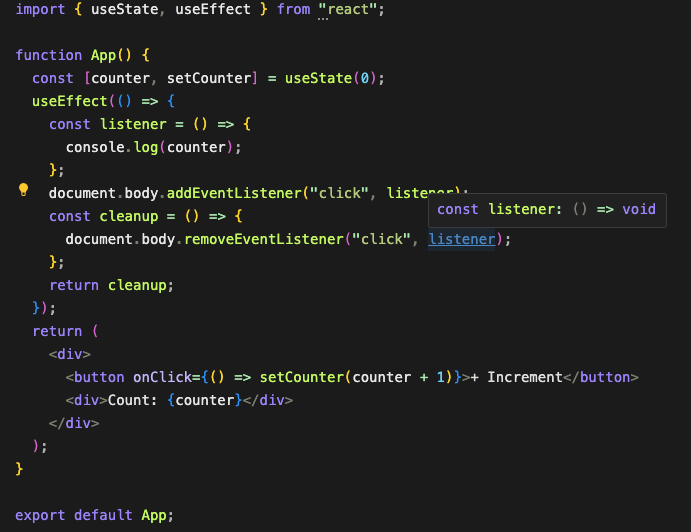 import { useState, useEffect } from "react";
function App() {
const [counter, setCounter] = useState(0);
useEffect(() => {
const listener = () => {
console.log(counter);
};
document.body.addEventListener("click", listener);
const listener: () => void
const cleanup = () => {
document.body.removeEventListener("click", listener);
};
return cleanup;
});
return (
<div>
<button onClick={() => setCounter(counter + 1)}>+ Increment</button>
<div>Count: {counter}</div>
</div>
);
}
export default App;